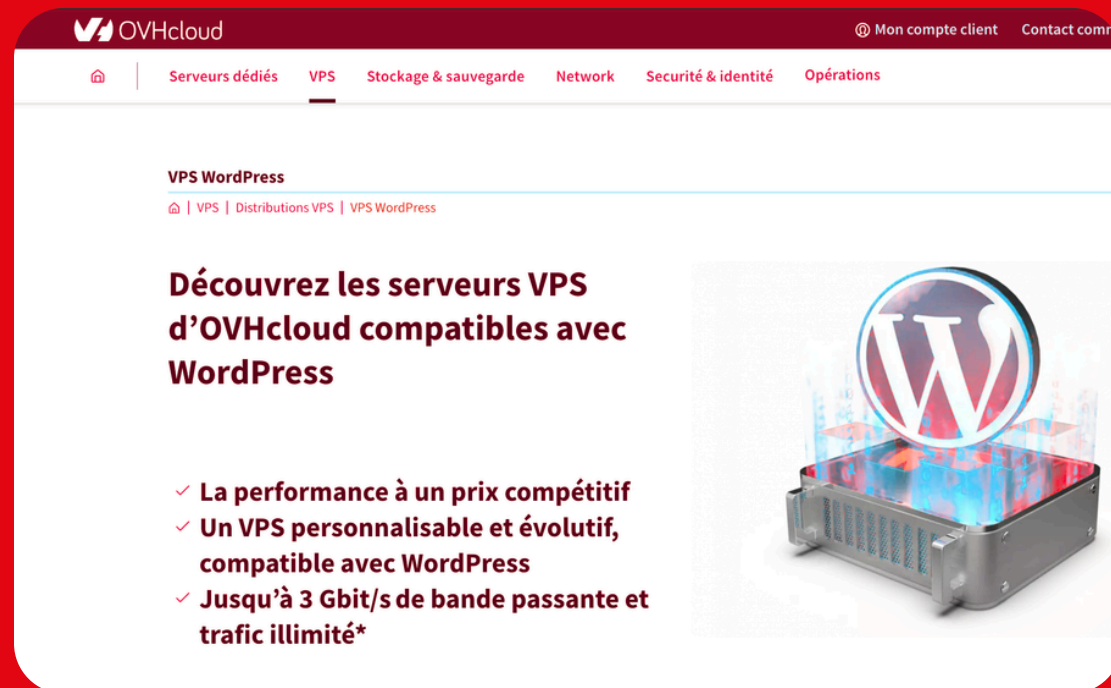 OVHcloud
Mon compte client Contact comm
Serveurs dédiés VPS Stockage & sauvegarde Network Securité & identité Opérations
VPS WordPress
VPS | Distributions VPS | VPS WordPress
Découvrez les serveurs VPS
d’OVHcloud compatibles avec
WordPress
La performance à un prix compétitif
Un VPS personnalisable et évolutif,
compatible avec WordPress
Jusqu’à 3 Gbit/s de bande passante et
trafic illimité*